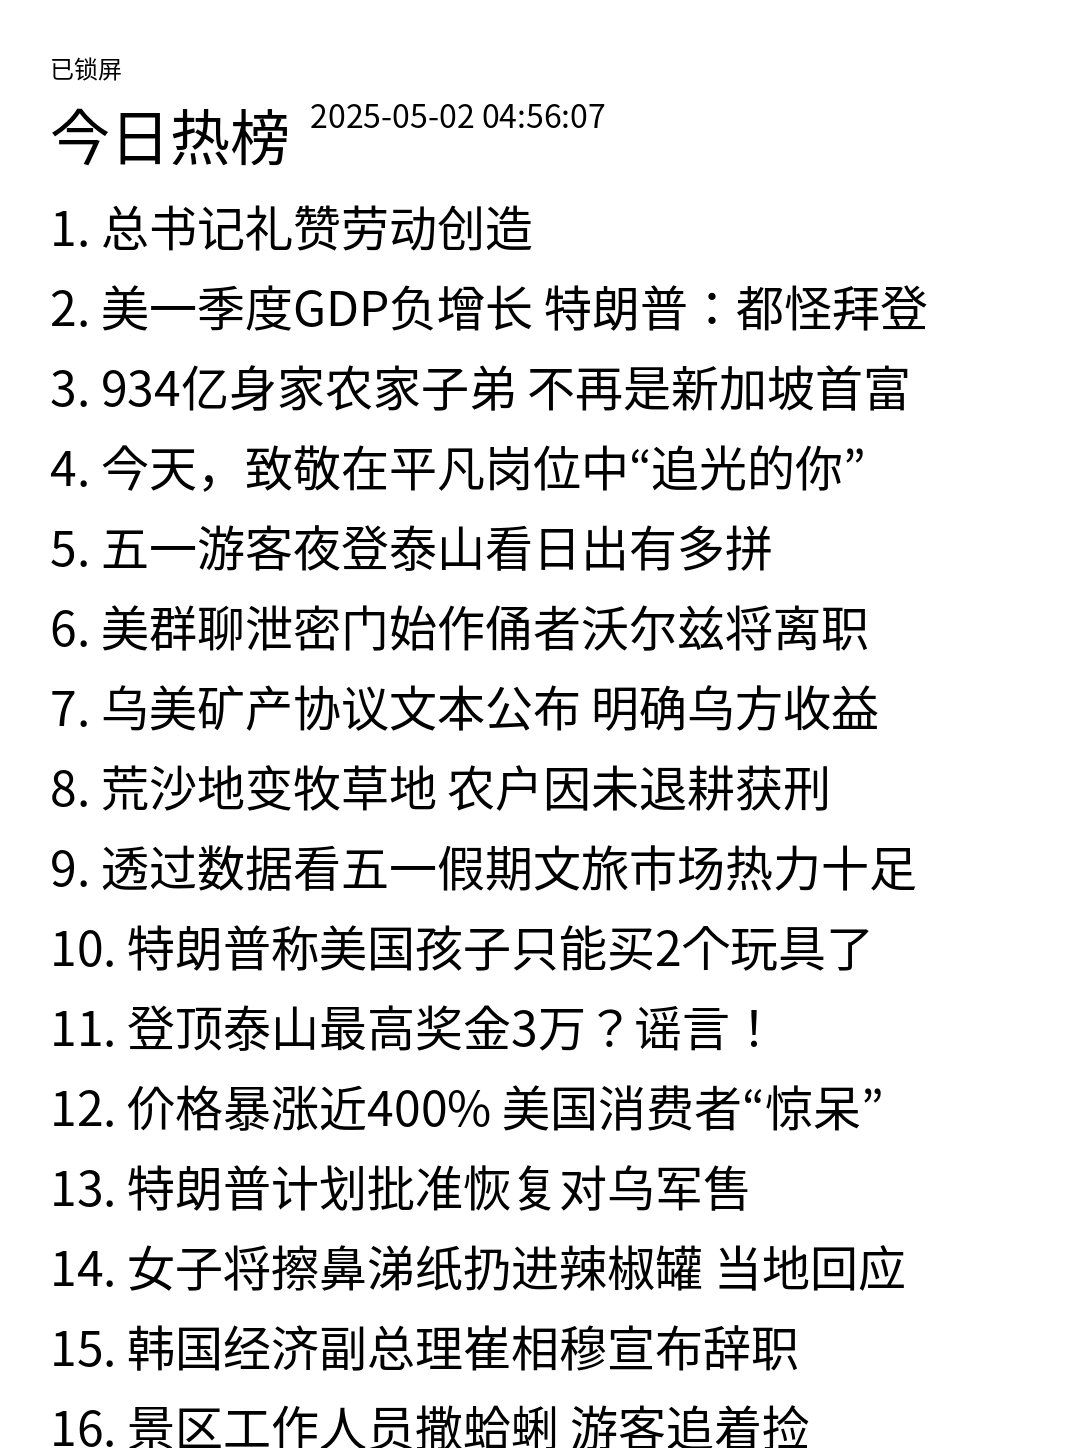 已锁屏
今日热榜 2025-05-02 04:56:07
1. 总书记礼赞劳动创造
2. 美一季度GDP负增长 特朗普：都怪拜登
3. 934亿身家农家子弟 不再是新加坡首富
4. 今天，致敬在平凡岗位中“追光的你”
5. 五一游客夜登泰山看日出有多拼
6. 美群聊泄密门始作俑者沃尔兹将离职
7. 乌美矿产协议文本公布 明确乌方收益
8. 荒沙地变牧草地 农户因未退耕获刑
9. 透过数据看五一假期文旅市场热力十足
10. 特朗普称美国孩子只能买2个玩具了
11. 登顶泰山最高奖金3万？谣言！
12. 价格暴涨近400% 美国消费者“惊呆”
13. 特朗普计划批准恢复对乌军售
14. 女子将擦鼻涕纸扔进辣椒罐 当地回应
15. 韩国经济副总理崔相穆宣布辞职
16. 景区工作人员撒蛤蜊 游客追着捡